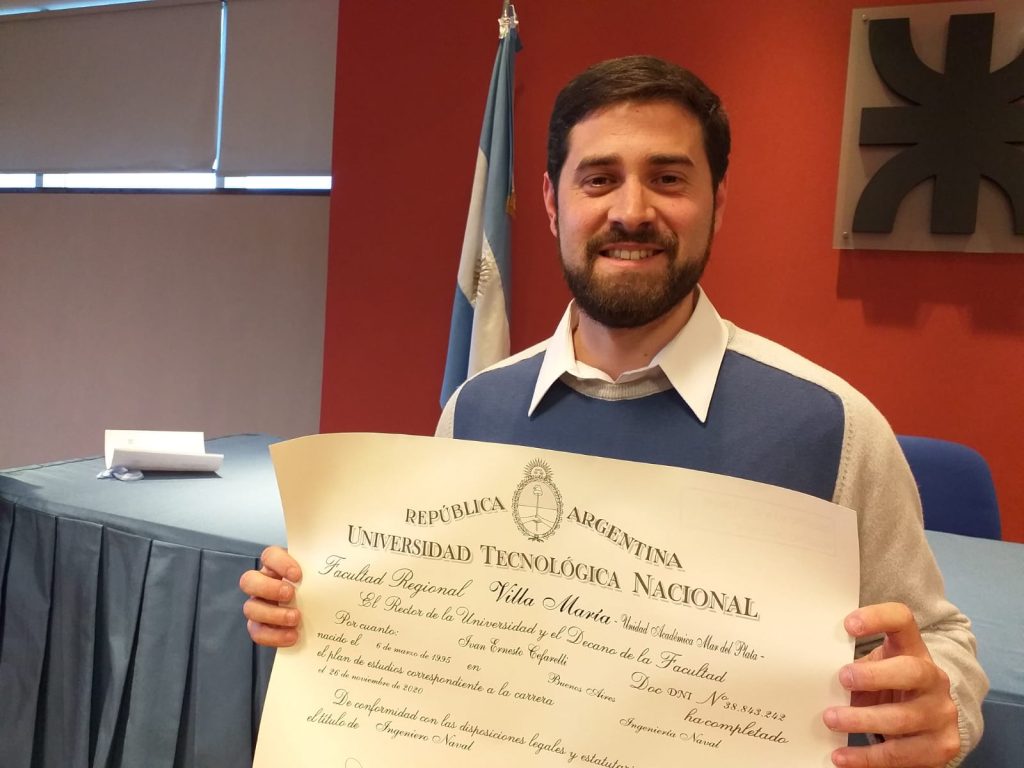 REPÚBLICA ARGENTINA
UNIVERSIDAD TECNOLÓGICA NACIONAL
Facultad Regional Villa María - Unidad Académica Mar del Plata -
El Rector de la Universidad y el Decano de la Facultad
Por cuanto: Ivan Ernesto Cefarelli Doc DNI Nº 38.843.242
nacido el 6 de marzo de 1995 en Buenos Aires ha completado
el plan de estudios correspondiente a la carrera Ingeniería Naval
el 26 de noviembre de 2020
De conformidad con las disposiciones legales y
el título de Ingeniero Naval